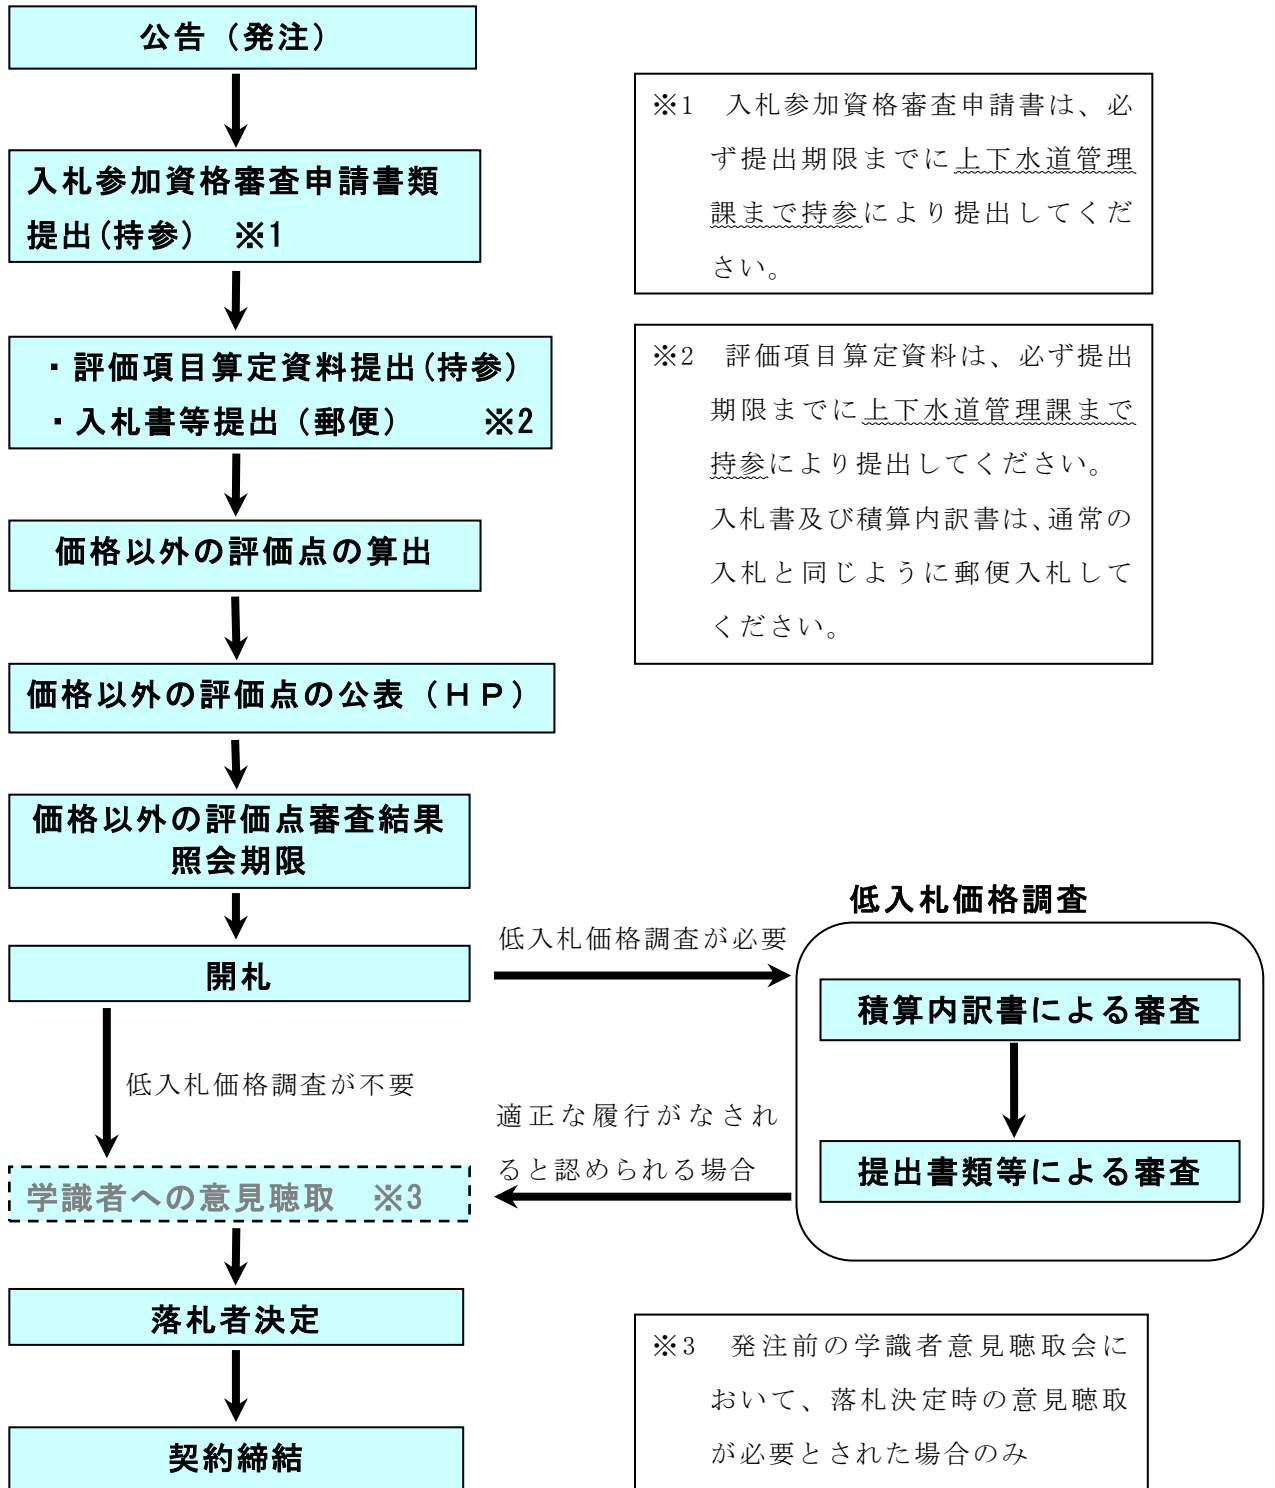 公告（発注）
入札参加資格審査申請書類
提出(持参)　※1
・評価項目算定資料提出(持参)
・入札書等提出（郵便）　　※2
価格以外の評価点の算出
価格以外の評価点の公表（ＨＰ）
価格以外の評価点審査結果
照会期限
開札
低入札価格調査が不要
学識者への意見聴取　※3
落札者決定
契約締結
※1　入札参加資格審査申請書は、必
ず提出期限までに上下水道管理
課まで持参により提出してくだ
さい。
※2　評価項目算定資料は、必ず提出
期限までに上下水道管理課まで
持参により提出してください。
入札書及び積算内訳書は、通常の
入札と同じように郵便入札して
ください。
低入札価格調査が必要
低入札価格調査
積算内訳書による審査
提出書類等による審査
適正な履行がなされ
ると認められる場合
※3　発注前の学識者意見聴取会に
おいて、落札決定時の意見聴取
が必要とされた場合のみ